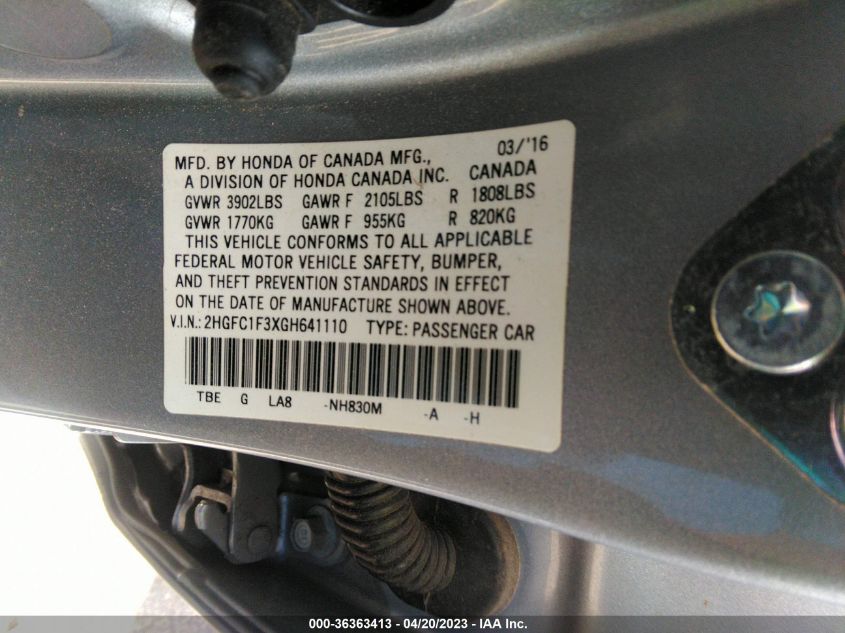 03/'16
MFD. BY HONDA OF CANADA MFG.,
A DIVISION OF HONDA CANADA INC. CANADA
GVWR 3902LBS GAWR F 2105LBS R 1808LBS
GVWR 1770KG GAWR F 955KG R 820KG
THIS VEHICLE CONFORMS TO ALL APPLICABLE
FEDERAL MOTOR VEHICLE SAFETY, BUMPER,
AND THEFT PREVENTION STANDARDS IN EFFECT
ON THE DATE OF MANUFACTURE SHOWN ABOVE.
V.I.N.: 2HGFC1F3XGH641110 TYPE: PASSENGER CAR
TBE G LA8 -NH830M -A -H
000-36363413 - 04/20/2023 - IAA Inc.